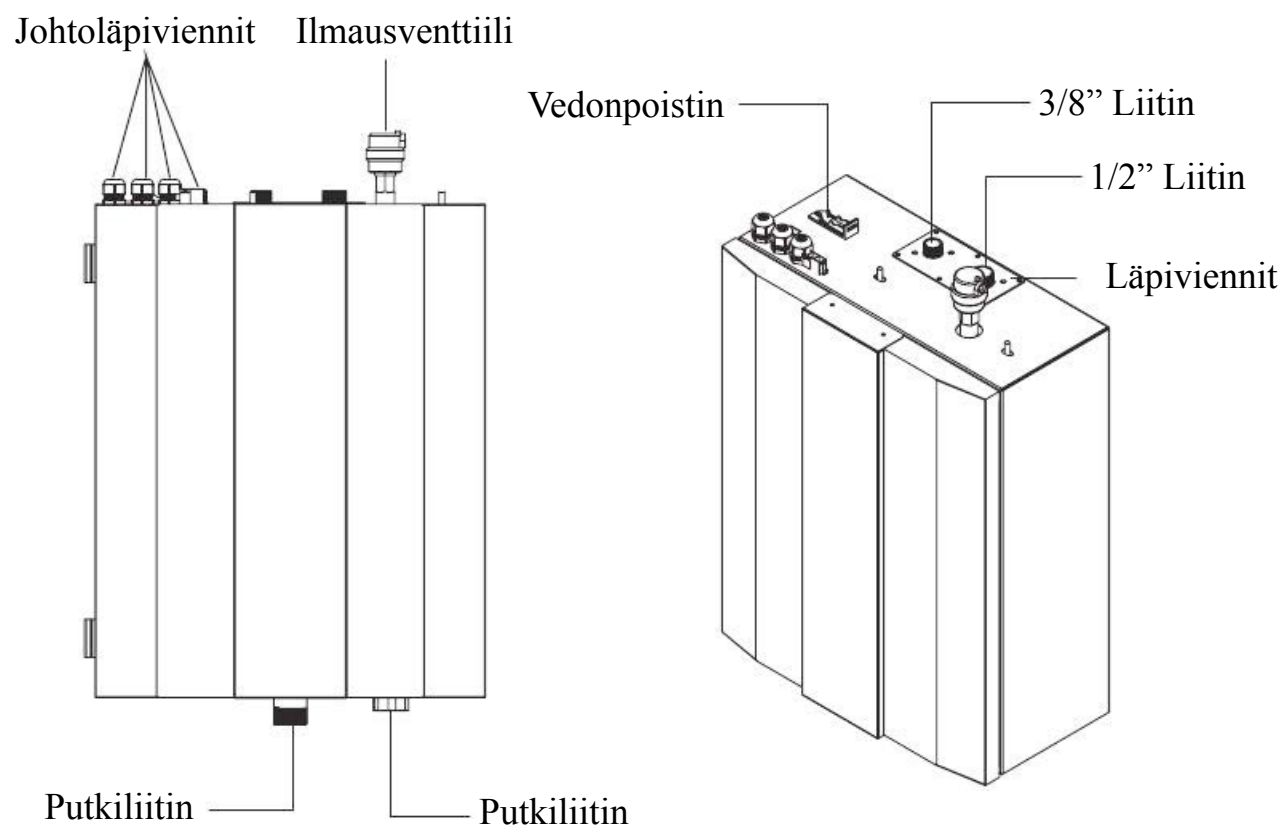 Johtoläpiviennit
Ilmausventtiili
Vedonpoistin
3/8” Liitin
1/2” Liitin
Läpiviennit
Putkiliitin
Putkiliitin